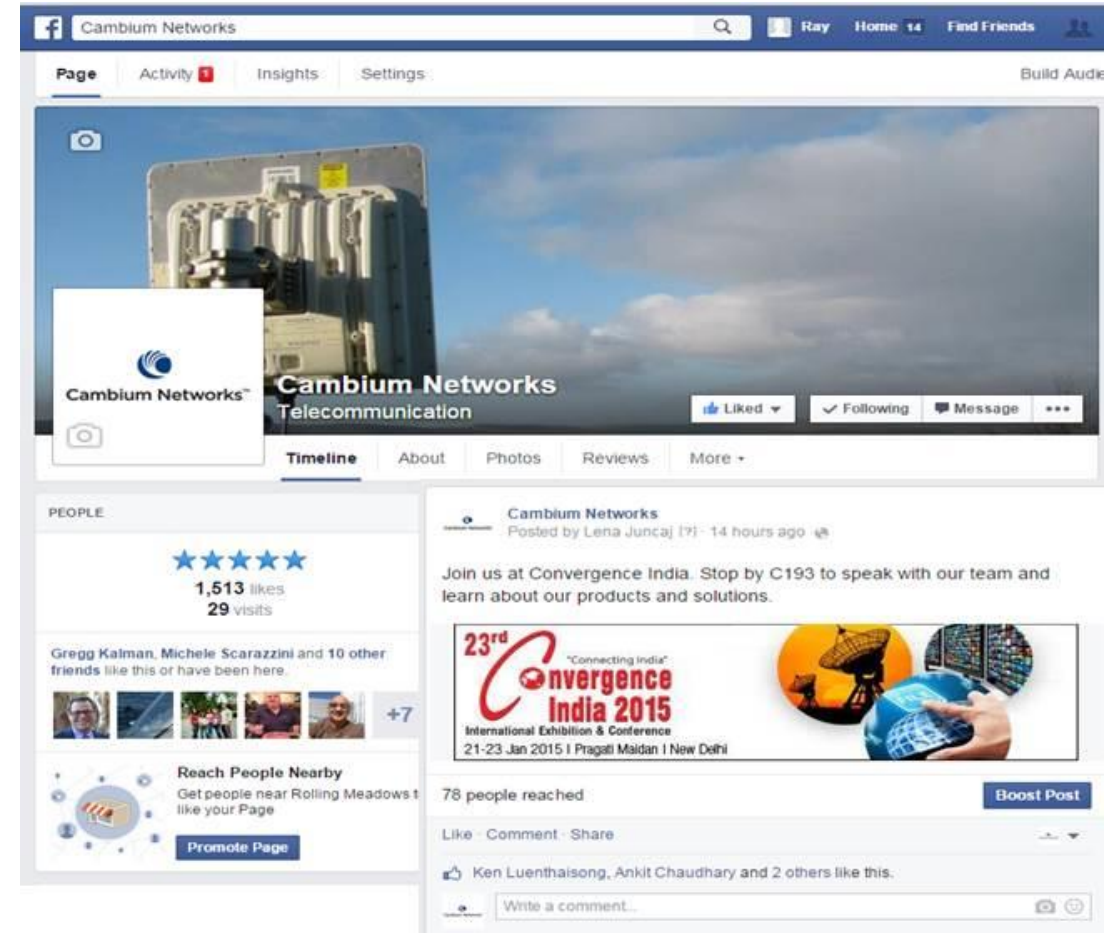 f Cambium Networks Ray Home 14 Find Friends
Page Activity 1 Insights Settings Build Audie
Cambium Networks™
Cambium Networks
Telecommunication
Liked Following Message
Timeline About Photos Reviews More
PEOPLE
1,513 likes
29 visits
Gregg Kalman, Michele Scarazzini and 10 other
friends like this or have been here.
+7
Reach People Nearby
Get people near Rolling Meadows t
like your Page
Promote Page
Cambium Networks
Posted by Lena Juncaj [?] · 14 hours ago
Join us at Convergence India. Stop by C193 to speak with our team and
learn about our products and solutions.
23rd
"Connecting India"
Convergence
India 2015
International Exhibition & Conference
21-23 Jan 2015 I Pragati Maidan I New Delhi
78 people reached Boost Post
Like · Comment · Share
Ken Luenthaisong, Ankit Chaudhary and 2 others like this.
Write a comment...